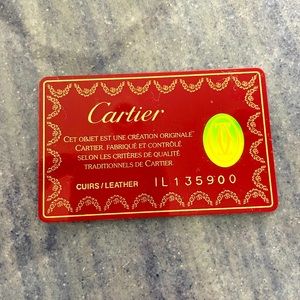 Cartier
CET OBJET EST UNE CRÉATION ORIGINALE
CARTIER, FABRIQUÉ ET CONTRÔLÉ
SELON LES CRITÈRES DE QUALITÉ
TRADITIONNELS DE CARTIER
CUIRS/LEATHER IL135900